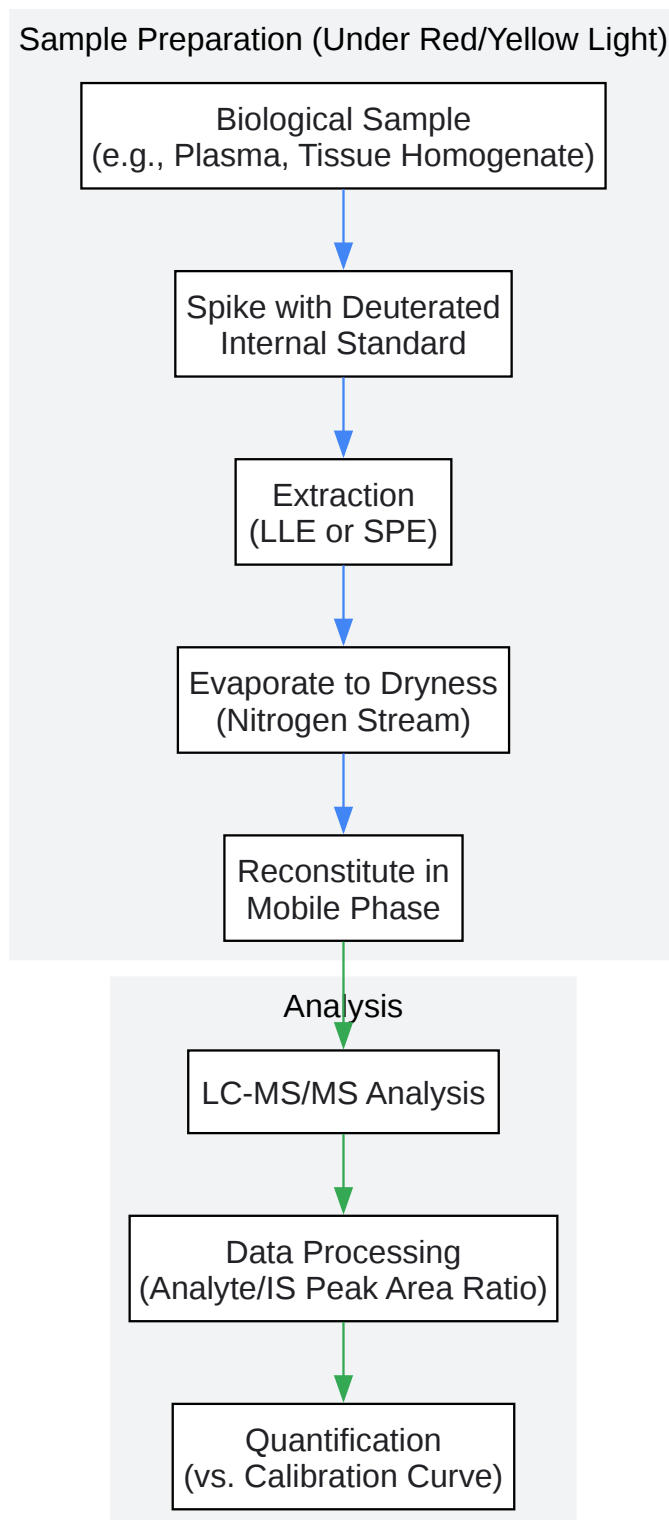 Sample Preparation (Under Red/Yellow Light)
Biological Sample
(e.g., Plasma, Tissue Homogenate)
Spike with Deuterated
Internal Standard
Extraction
(LLE or SPE)
Evaporate to Dryness
(Nitrogen Stream)
Reconstitute in
Mobile Phase
Analysis
LC-MS/MS Analysis
Data Processing
(Analyte/IS Peak Area Ratio)
Quantification
(vs. Calibration Curve)